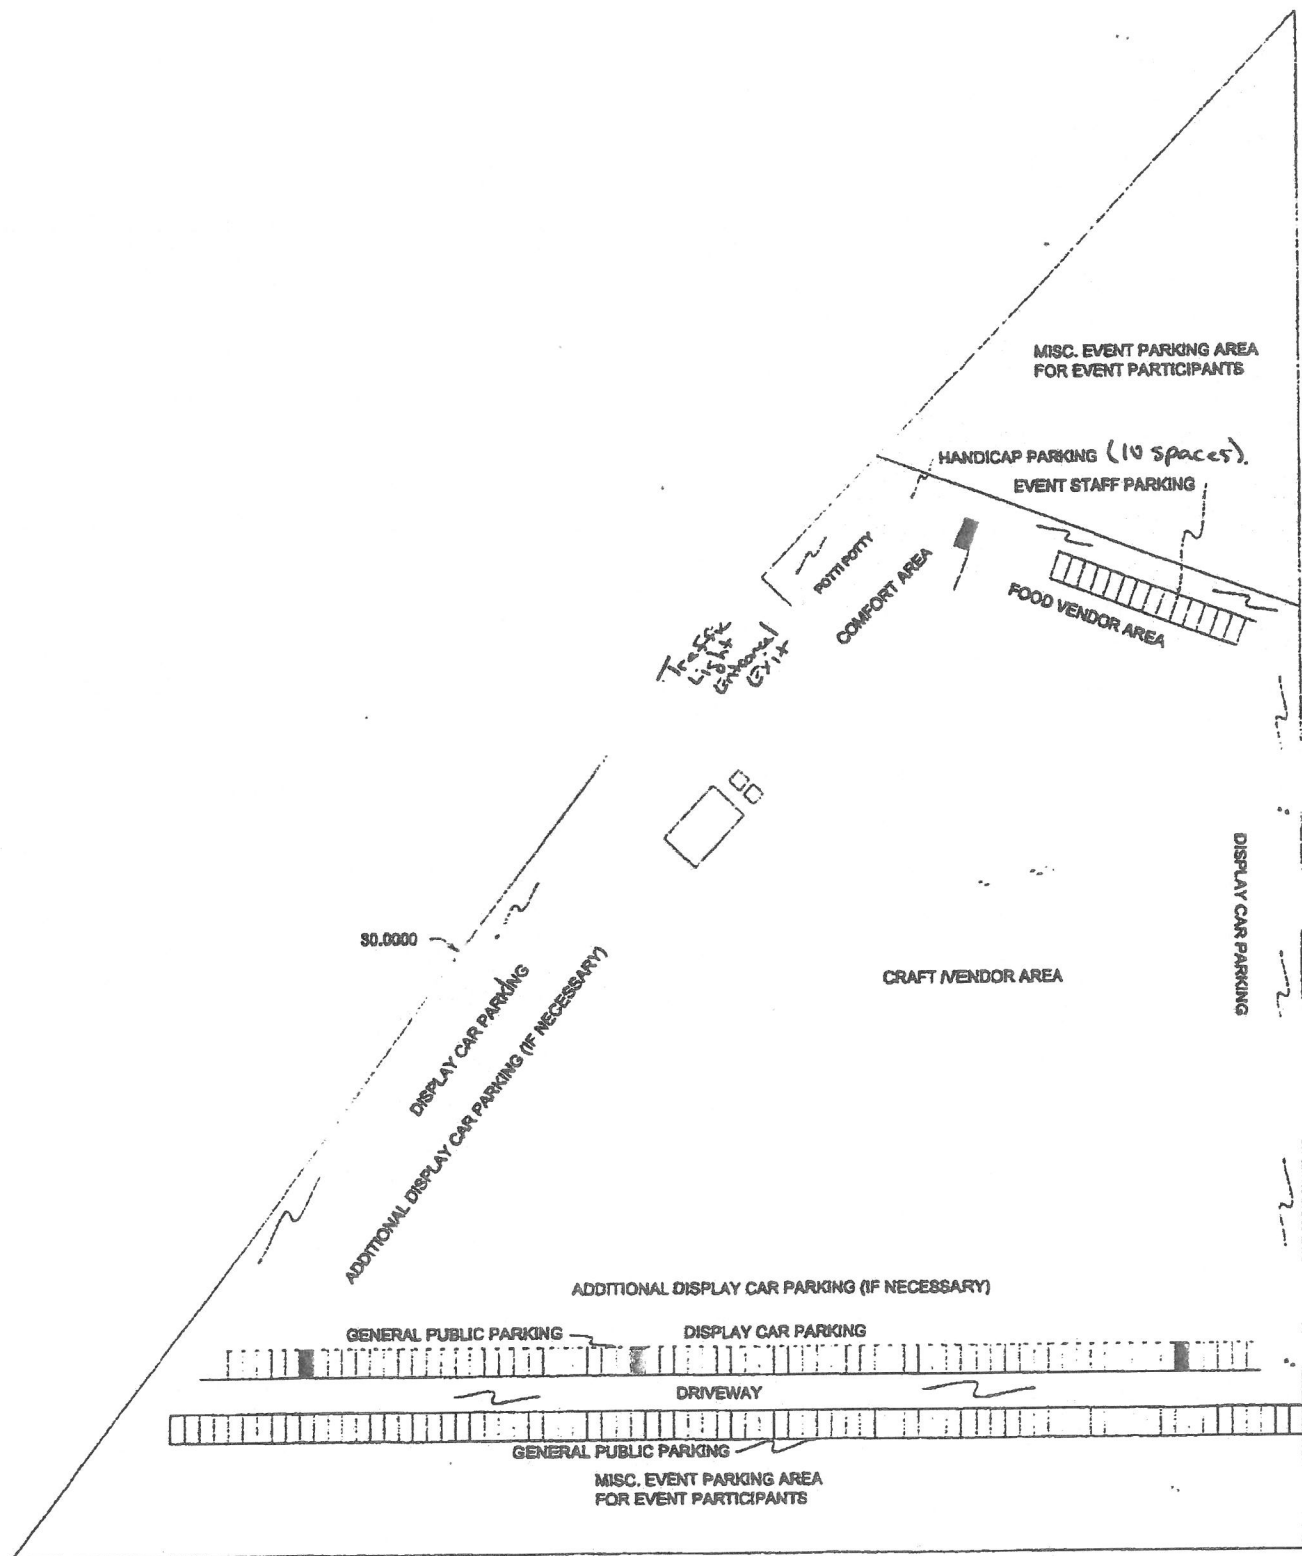 MISC. EVENT PARKING AREA
FOR EVENT PARTICIPANTS
HANDICAP PARKING (10 spaces).
EVENT STAFF PARKING
POTTI POTTY
COMFORT AREA
FOOD VENDOR AREA
Traffic
Light
Entrance/
Exit
DISPLAY CAR PARKING
80.0000
CRAFT /VENDOR AREA
DISPLAY CAR PARKING
ADDITIONAL DISPLAY CAR PARKING (IF NECESSARY)
ADDITIONAL DISPLAY CAR PARKING (IF NECESSARY)
GENERAL PUBLIC PARKING
DISPLAY CAR PARKING
DRIVEWAY
GENERAL PUBLIC PARKING
MISC. EVENT PARKING AREA
FOR EVENT PARTICIPANTS